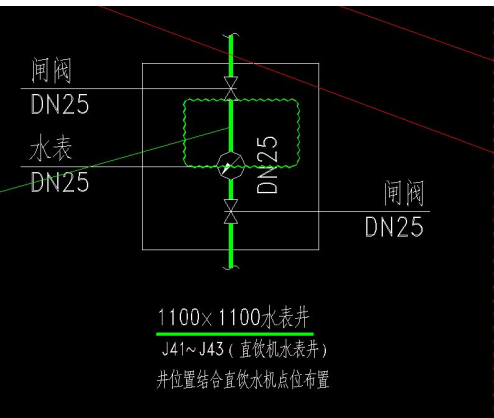 闸阀
DN25
水表
DN25
DN25
闸阀
DN25
1100×1100水表井
J41~J43(直饮机水表井)
井位置结合直饮水机点位布置